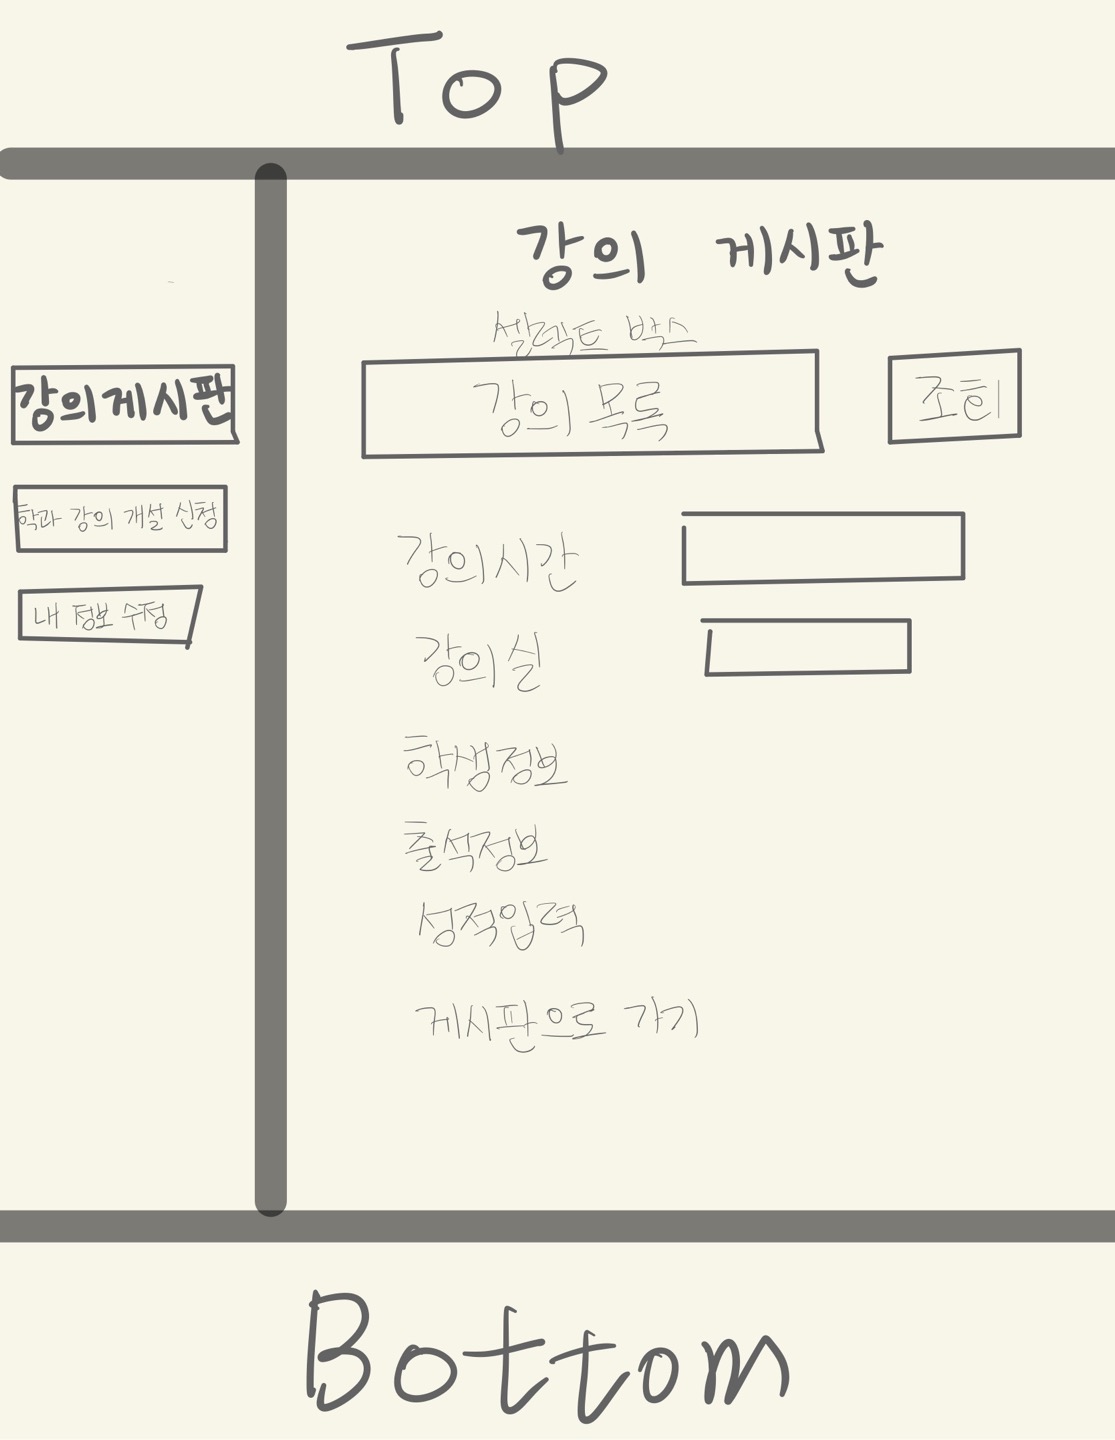 Top
강의 게시판
셀렉트 박스
강의 목록
조회
강의게시판
학과 강의 개설 신청
내 정보 수정
강의시간
강의실
학생정보
출석정보
성적입력
게시판으로 가기
Bottom